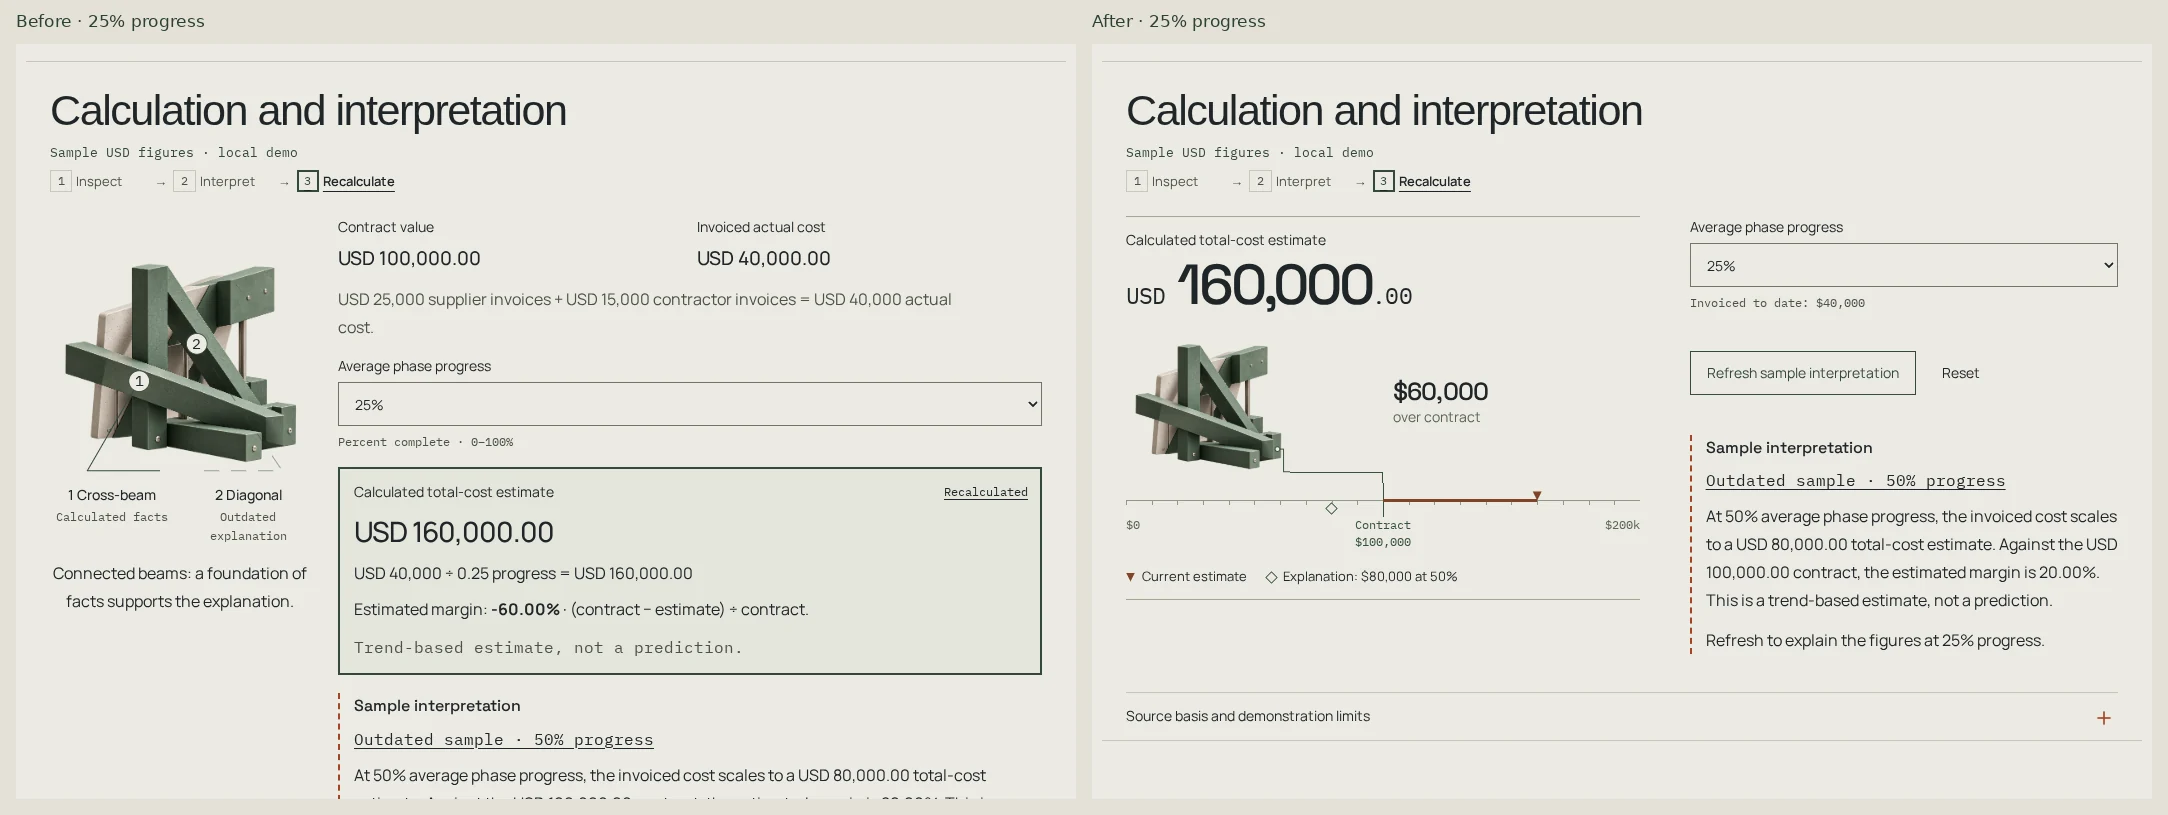 Before · 25% progress
Calculation and interpretation
Sample USD figures · local demo
1 Inspect → 2 Interpret → 3 Recalculate
Contract value
USD 100,000.00
Invoiced actual cost
USD 40,000.00
USD 25,000 supplier invoices + USD 15,000 contractor invoices = USD 40,000 actual
cost.
Average phase progress
25%
Percent complete · 0–100%
2
1
1 Cross-beam
Calculated facts
2 Diagonal
Outdated
explanation
Connected beams: a foundation of
facts supports the explanation.
Calculated total-cost estimate
Recalculated
USD 160,000.00
USD 40,000 ÷ 0.25 progress = USD 160,000.00
Estimated margin: -60.00% · (contract − estimate) ÷ contract.
Trend-based estimate, not a prediction.
Sample interpretation
Outdated sample · 50% progress
At 50% average phase progress, the invoiced cost scales to a USD 80,000.00 total-cost
After · 25% progress
Calculation and interpretation
Sample USD figures · local demo
1 Inspect → 2 Interpret → 3 Recalculate
Calculated total-cost estimate
USD 160,000.00
$60,000
over contract
$0
Contract
$100,000
$200k
Current estimate
Explanation: $80,000 at 50%
Average phase progress
25%
Invoiced to date: $40,000
Refresh sample interpretation
Reset
Sample interpretation
Outdated sample · 50% progress
At 50% average phase progress, the invoiced cost scales
to a USD 80,000.00 total-cost estimate. Against the USD
100,000.00 contract, the estimated margin is 20.00%.
This is a trend-based estimate, not a prediction.
Refresh to explain the figures at 25% progress.
Source basis and demonstration limits